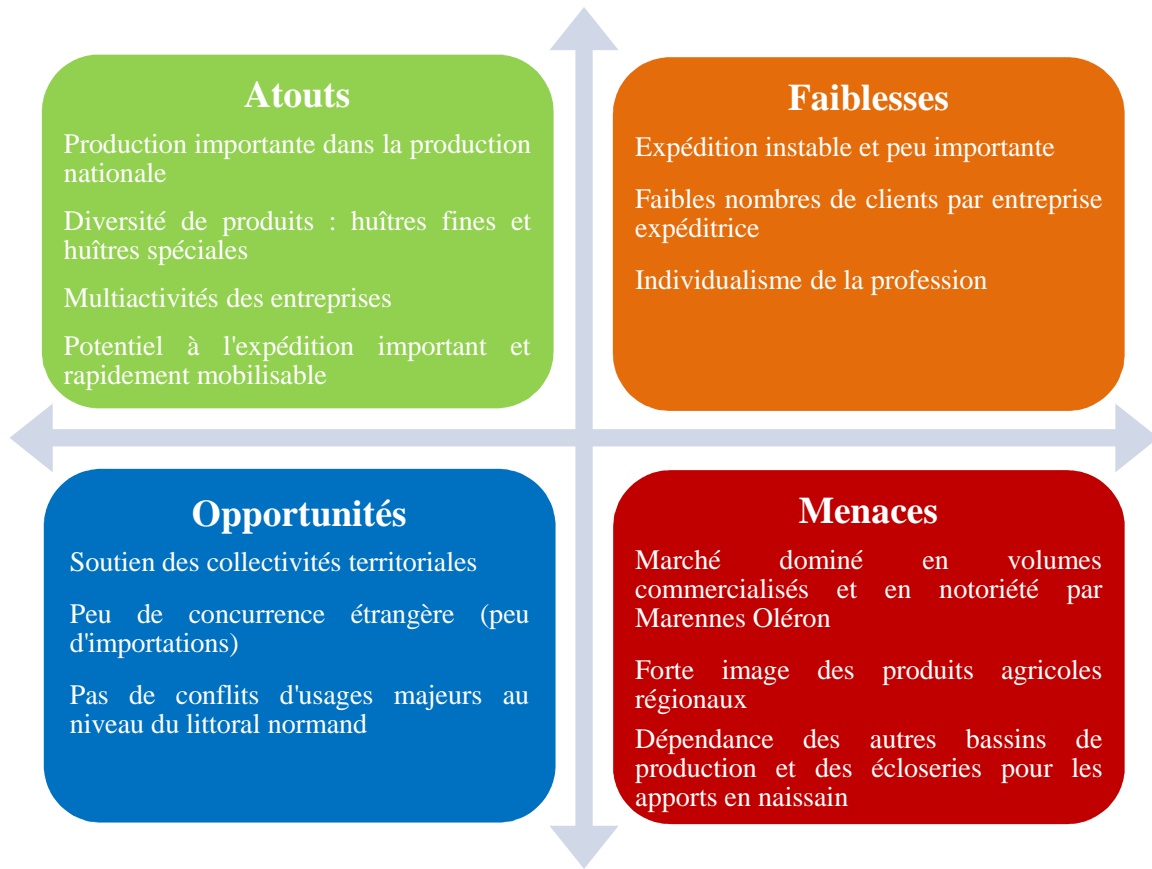 Atouts
Production importante dans la production
nationale
Diversité de produits : huîtres fines et
huîtres spéciales
Multiactivités des entreprises
Potentiel à l'expédition important et
rapidement mobilisable
Faiblesses
Expédition instable et peu importante
Faibles nombres de clients par entreprise
expéditrice
Individualisme de la profession
Opportunités
Soutien des collectivités territoriales
Peu de concurrence étrangère (peu
d'importations)
Pas de conflits d'usages majeurs au
niveau du littoral normand
Menaces
Marché dominé en volumes
commercialisés et en notoriété par
Marennes Oléron
Forte image des produits agricoles
régionaux
Dépendance des autres bassins de
production et des écloseries pour les
apports en naissain